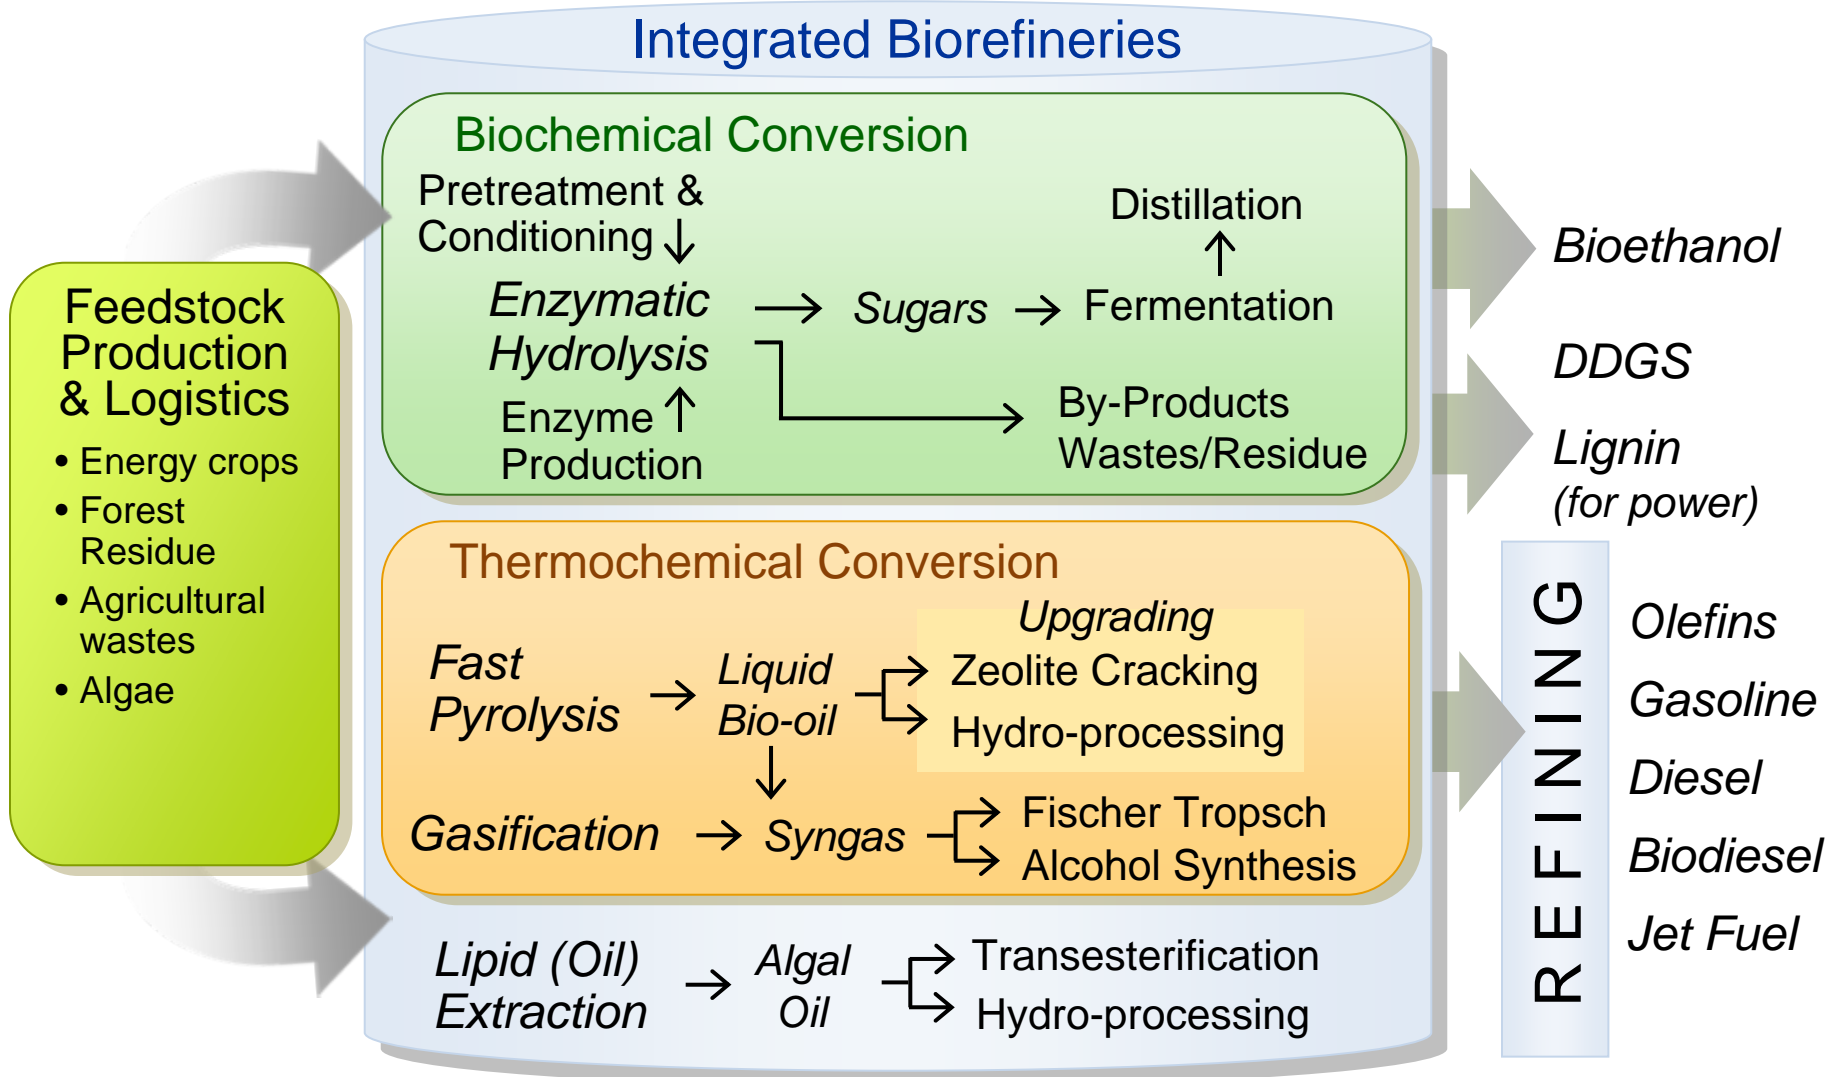 Integrated Biorefineries
Feedstock
Production
& Logistics
• Energy crops
• Forest
Residue
• Agricultural
wastes
• Algae
Biochemical Conversion
Pretreatment &
Conditioning
Enzymatic
Hydrolysis
Enzyme
Production
Sugars
Distillation
Fermentation
By-Products
Wastes/Residue
Thermochemical Conversion
Fast
Pyrolysis
Liquid
Bio-oil
Upgrading
Zeolite Cracking
Hydro-processing
Gasification
Syngas
Fischer Tropsch
Alcohol Synthesis
Lipid (Oil)
Extraction
Algal
Oil
Transesterification
Hydro-processing
Bioethanol
DDGS
Lignin
(for power)
REFINING
Olefins
Gasoline
Diesel
Biodiesel
Jet Fuel